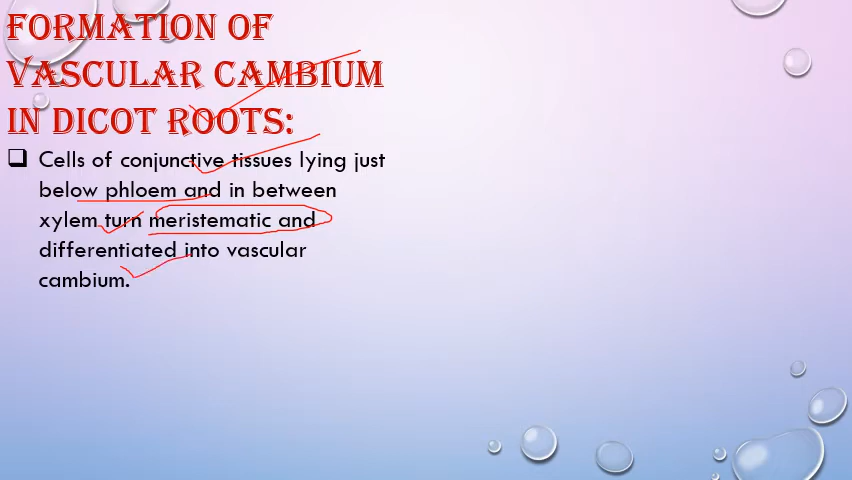 FORMATION OF
VASCULAR CAMBIUM
IN DICOT ROOTS:
Cells of conjunctive tissues lying just
below phloem and in between
xylem turn meristematic and
differentiated into vascular
cambium.